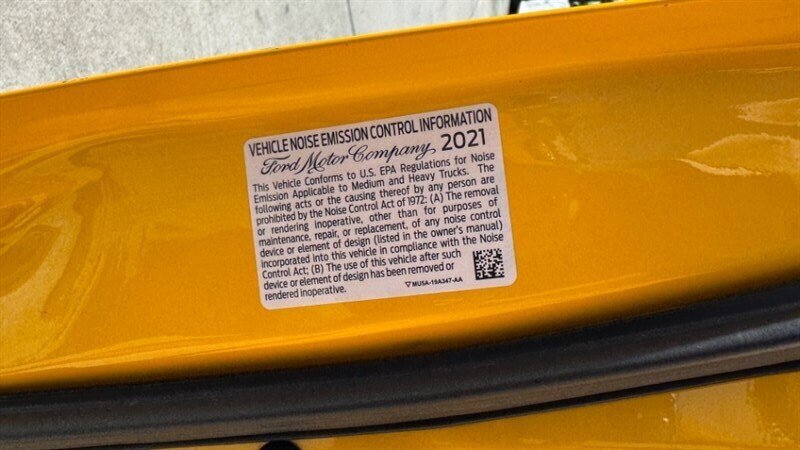 VEHICLE NOISE EMISSION CONTROL INFORMATION
Ford Motor Company 2021
This Vehicle Conforms to U.S. EPA Regulations for Noise
Emission Applicable to Medium and Heavy Trucks. The
following acts or the causing thereof by any person are
prohibited by the Noise Control Act of 1972: (A) The removal
or rendering inoperative, other than for purposes of
maintenance, repair, or replacement, of any noise control
device or element of design (listed in the owner's manual)
incorporated into this vehicle in compliance with the Noise
Control Act; (B) The use of this vehicle after such
device or element of design has been removed or
rendered inoperative.
MU5A-19A347-AA